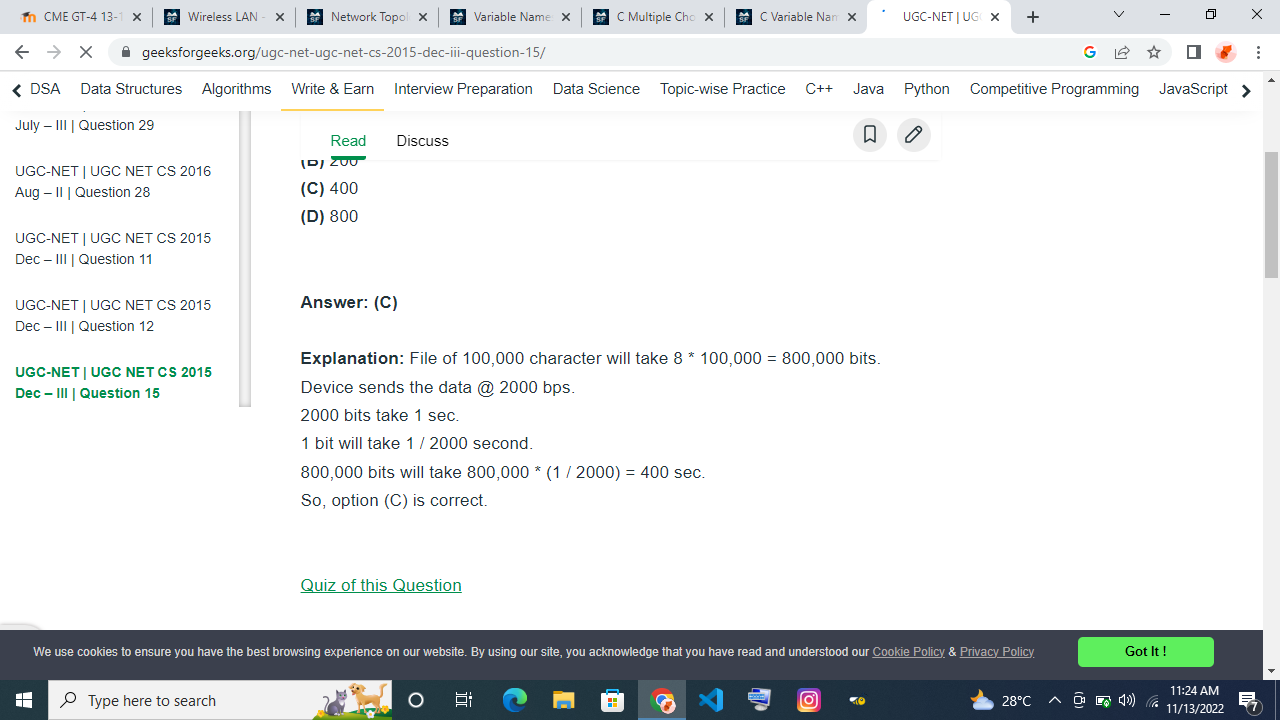 CME GT-4 13-1
Wireless LAN -
Network Topol
Variable Name
C Multiple Cho
C Variable Nam
UGC-NET | UGC
geeksforgeeks.org/ugc-net-ugc-net-cs-2015-dec-iii-question-15/
DSA Data Structures Algorithms Write & Earn Interview Preparation Data Science Topic-wise Practice C++ Java Python Competitive Programming JavaScript
July – III | Question 29
UGC-NET | UGC NET CS 2016
Aug – II | Question 28
UGC-NET | UGC NET CS 2015
Dec – III | Question 11
UGC-NET | UGC NET CS 2015
Dec – III | Question 12
UGC-NET | UGC NET CS 2015
Dec – III | Question 15
Read Discuss
(B) 200
(C) 400
(D) 800
Answer: (C)
Explanation: File of 100,000 character will take 8 * 100,000 = 800,000 bits.
Device sends the data @ 2000 bps.
2000 bits take 1 sec.
1 bit will take 1 / 2000 second.
800,000 bits will take 800,000 * (1 / 2000) = 400 sec.
So, option (C) is correct.
Quiz of this Question
We use cookies to ensure you have the best browsing experience on our website. By using our site, you acknowledge that you have read and understood our Cookie Policy & Privacy Policy
Got It !
Type here to search
28°C
11:24 AM
11/13/2022
7